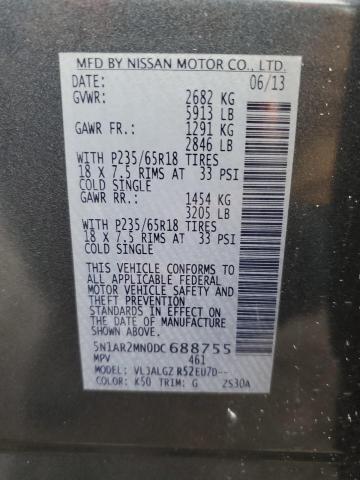 MFD BY NISSAN MOTOR CO., LTD.
DATE: 06/13
GVWR: 2682 KG
5913 LB
GAWR FR.: 1291 KG
2846 LB
WITH P235/65R18 TIRES
18 X 7.5 RIMS AT 33 PSI
COLD SINGLE
GAWR RR.: 1454 KG
3205 LB
WITH P235/65R18 TIRES
18 X 7.5 RIMS AT 33 PSI
COLD SINGLE
THIS VEHICLE CONFORMS TO
ALL APPLICABLE FEDERAL
MOTOR VEHICLE SAFETY AND
THEFT PREVENTION
STANDARDS IN EFFECT ON
THE DATE OF MANUFACTURE
SHOWN ABOVE.
5N1AR2MN0DC688755
MPV 461
MODEL: VLJALGZ R52EU7D--
COLOR: K50 TRIM: G ZS30A